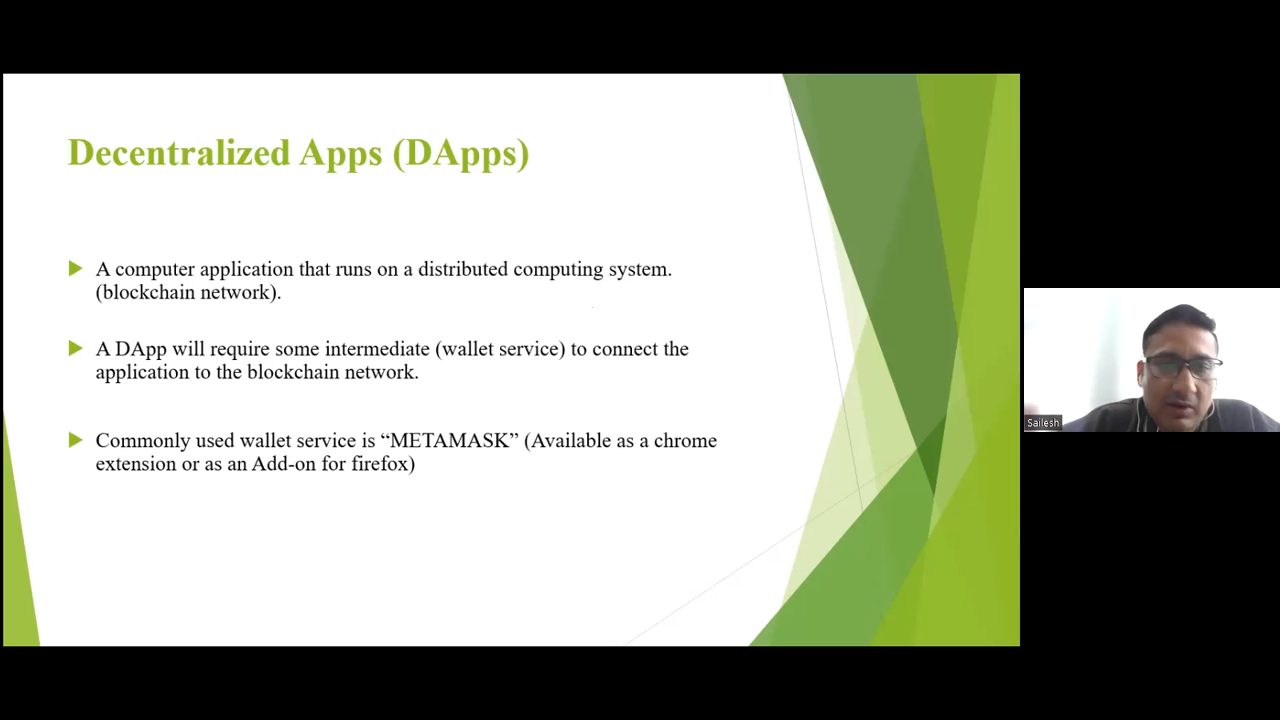 Decentralized Apps (DApps)
A computer application that runs on a distributed computing system.
(blockchain network).
A DApp will require some intermediate (wallet service) to connect the
application to the blockchain network.
Commonly used wallet service is “METAMASK” (Available as a chrome
extension or as an Add-on for firefox)
Sailesh